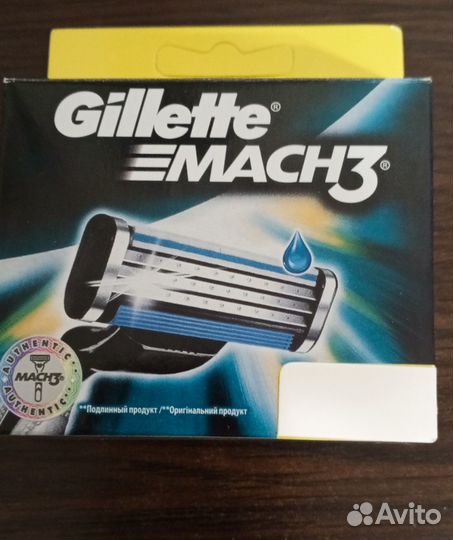 Gillette®
MACH3®
AUTHENTIC
MACH3
AUTHENTIC
**Подлинный продукт /**Оригінальний продукт
Avito